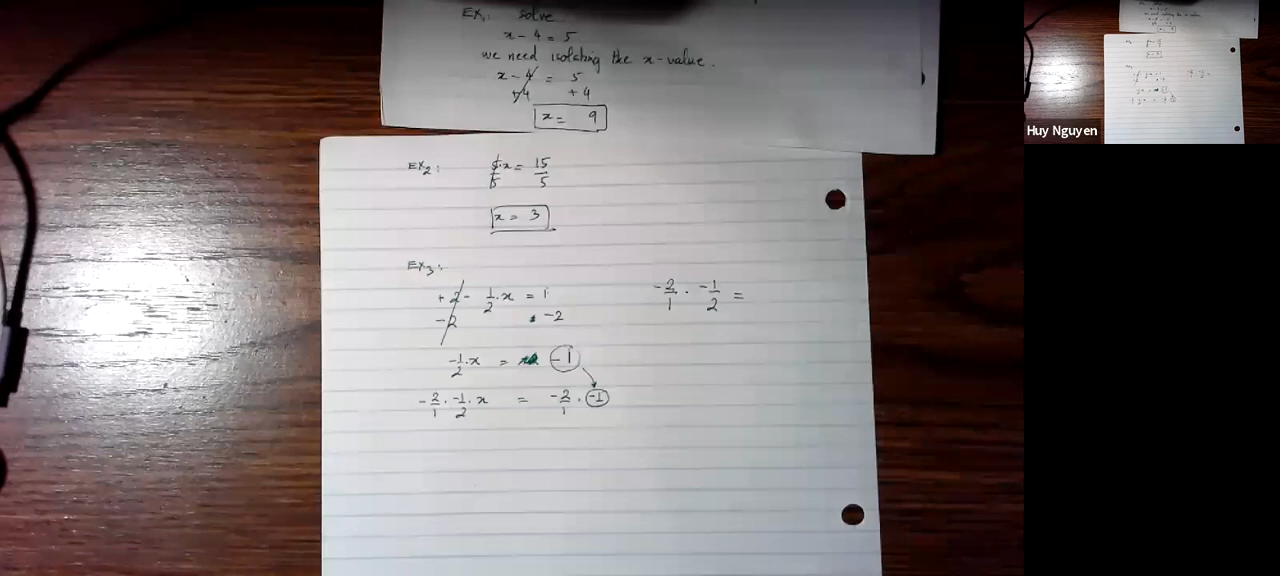 EX1: solve
x - 4 = 5
we need isolating the x-value.
x - 4 = 5
+4 +4
x = 9
EX2: 5·x/5 = 15/5
x = 3
EX3:
+2 - 1/2·x = 1
-2 -2
-1/2·x = -1
-2/1 · -1/2 · x = -2/1 · -1
-2/1 · -1/2 =
Huy Nguyen